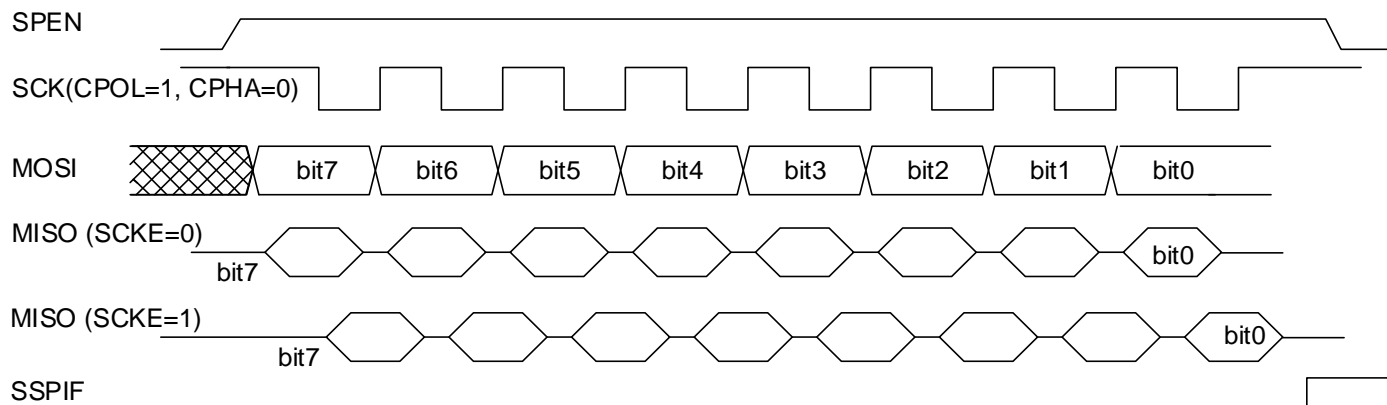 SPEN
SCK(CPOL=1, CPHA=0)
MOSI bit7 bit6 bit5 bit4 bit3 bit2 bit1 bit0
MISO (SCKE=0)
bit7 bit0
MISO (SCKE=1)
bit7 bit0
SSPIF